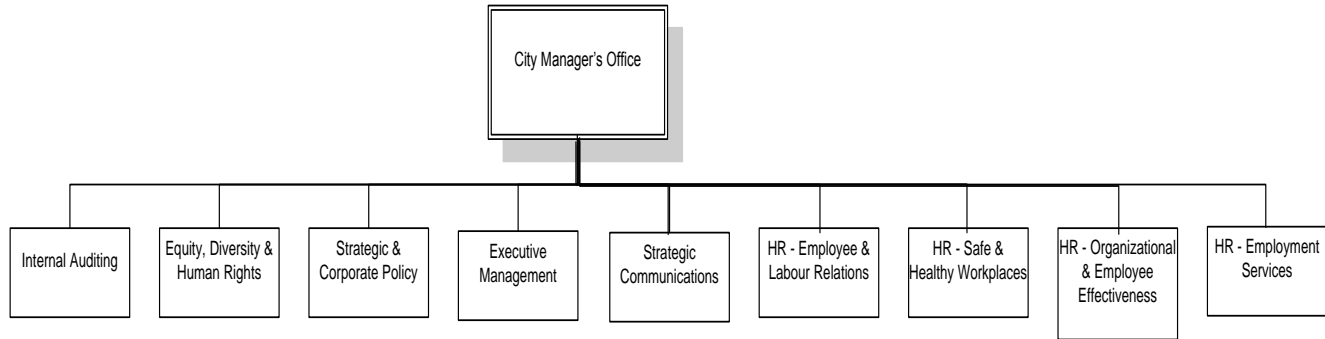 City Manager’s Office
Internal Auditing
Equity, Diversity &
Human Rights
Strategic &
Corporate Policy
Executive
Management
Strategic
Communications
HR - Employee &
Labour Relations
HR - Safe &
Healthy Workplaces
HR - Organizational
& Employee
Effectiveness
HR - Employment
Services